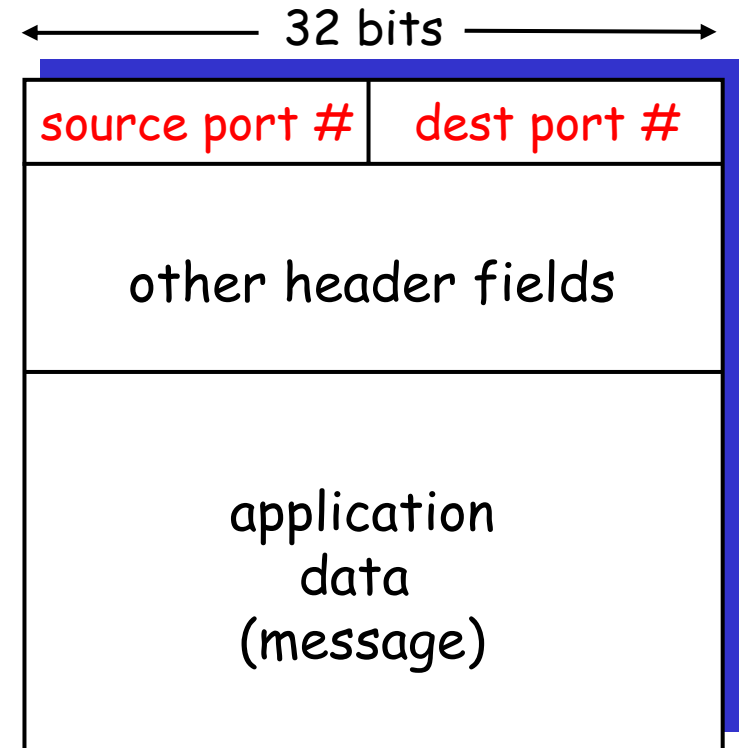 32 bits
source port #
dest port #
other header fields
application
data
(message)